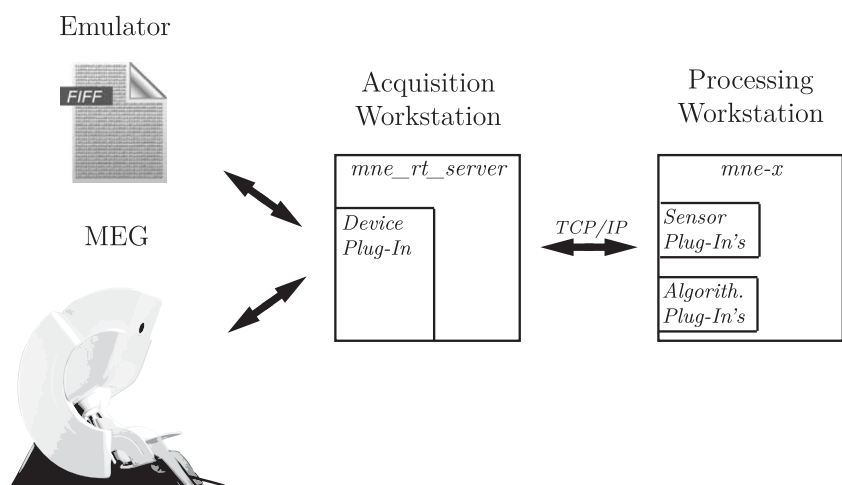 Emulator
FIFF
MEG
Acquisition
Workstation
mne_rt_server
Device
Plug-In
TCP/IP
Processing
Workstation
mne-x
Sensor
Plug-In's
Algorith.
Plug-In's